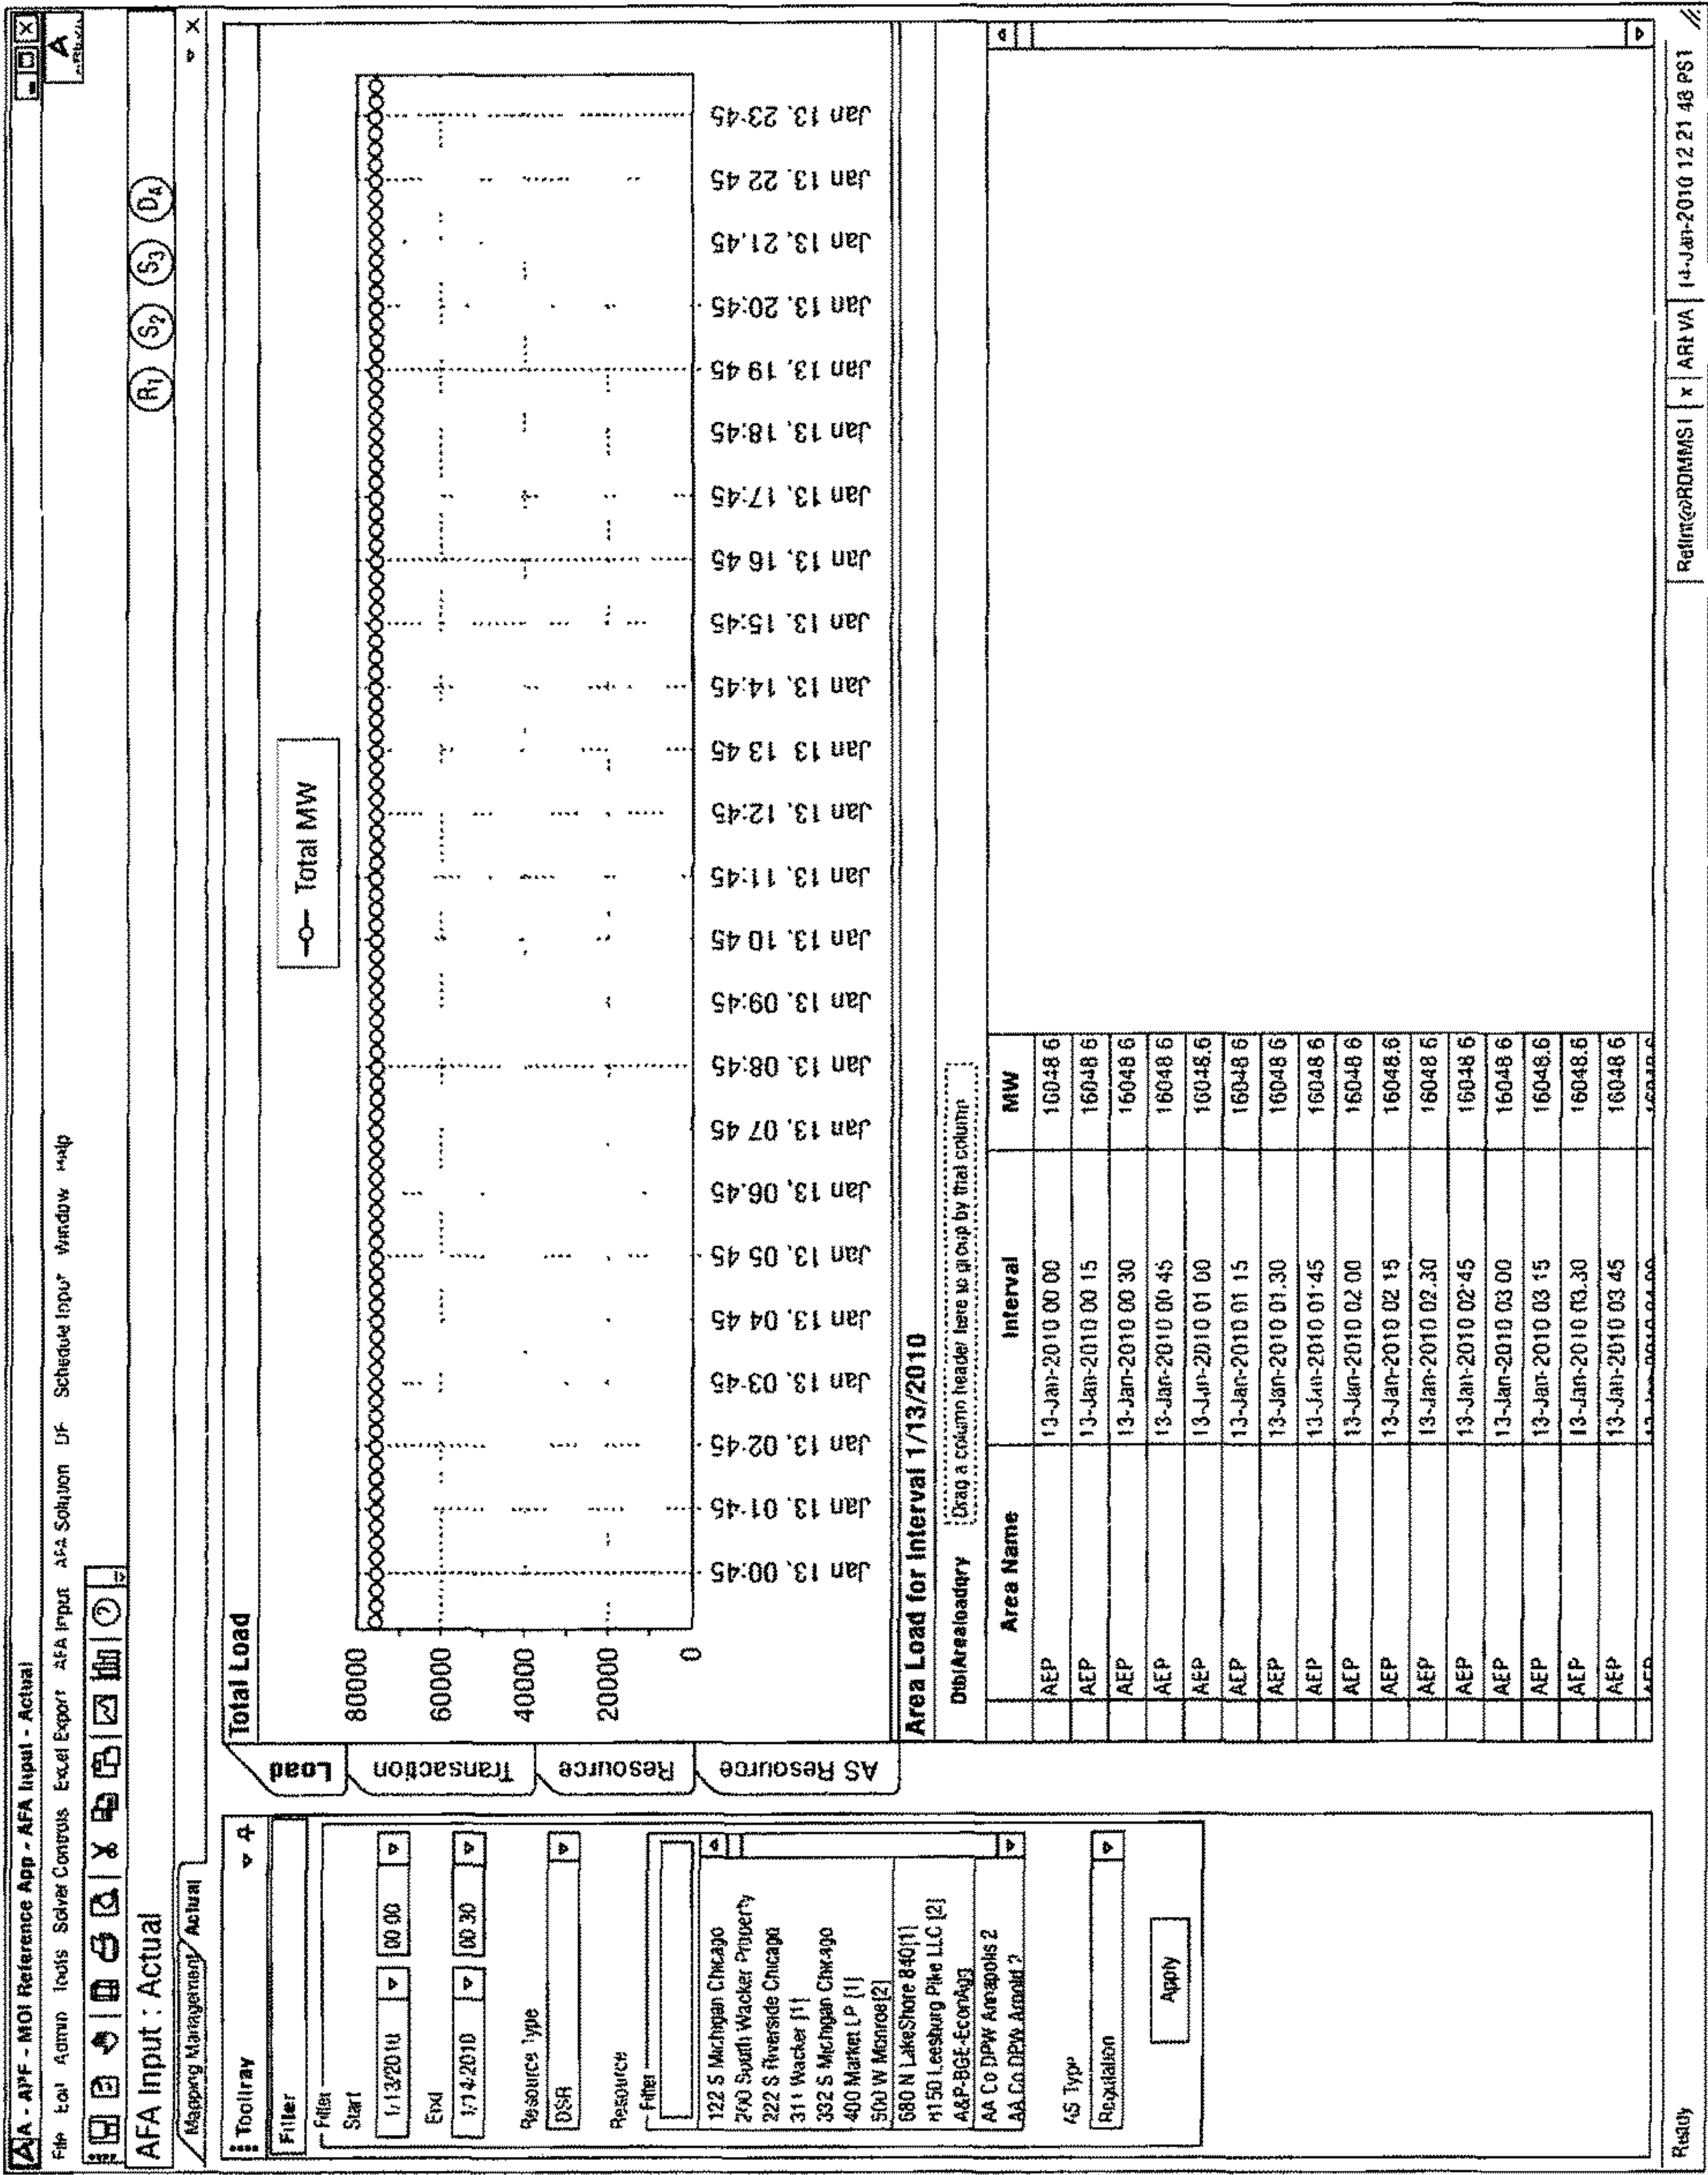 A - APF - MOI Reference App - AFA Input - Actual
File Edit Admin Tools Solver Controls Excel Export AFA Input AFA Solution DF Schedule Input Window Help
AFA Input : Actual
R1 S2 S3 DA
Mapping Management Actual
Tooltray
Filter
Filter
Start
1/13/2010 00 00
End
1/14/2010 00 30
Resource Type
DSR
Resource
Filter
122 S Michigan Chicago
200 South Wacker Property
222 S Riverside Chicago
311 Wacker [1]
332 S Michigan Chicago
400 Market LP [1]
500 W Monroe[2]
680 N LakeShore 840[1]
8150 Leesburg Pike LLC [2]
A&P-BGE-EconAgg
AA Co DPW Annapolis 2
AA Co DPW Arnold 2
AS Type
Regulation
Apply
Load
Transaction
Resource
AS Resource
Total Load
Total MW
80000
60000
40000
20000
0
Jan 13. 00:45
Jan 13. 01:45
Jan 13. 02:45
Jan 13. 03:45
Jan 13. 04 45
Jan 13. 05 45
Jan 13, 06:45
Jan 13. 07 45
Jan 13. 08:45
Jan 13. 09:45
Jan 13. 10 45
Jan 13. 11:45
Jan 13. 12:45
Jan 13 13 45
Jan 13. 14:45
Jan 13. 15:45
Jan 13, 16 45
Jan 13. 17:45
Jan 13, 18:45
Jan 13. 19 45
Jan 13. 20:45
Jan 13, 21.45
Jan 13. 22 45
Jan 13. 23:45
Area Load for Interval 1/13/2010
DtblArealoadqry Drag a column header here to group by that column
Area Name Interval MW
AEP 13-Jan-2010 00 00 16048 6
AEP 13-Jan-2010 00 15 16048.6
AEP 13-Jan-2010 00 30 16048 6
AEP 13-Jan-2010 00 45 16048 6
AEP 13-Jan-2010 01 00 16048.6
AEP 13-Jan-2010 01 15 16048 6
AEP 13-Jan-2010 01.30 16048.6
AEP 13-Jan-2010 01:45 16048 6
AEP 13-Jan-2010 02 00 16048 6
AEP 13-Jan-2010 02 15 16048.6
AEP 13-Jan-2010 02.30 16048 6
AEP 13-Jan-2010 02:45 16048 6
AEP 13-Jan-2010 03 00 16048 6
AEP 13-Jan-2010 03 15 16048.6
AEP 13-Jan-2010 03.30 16048.6
AEP 13-Jan-2010 03 45 16048 6
Ready
x AREVA 14-Jan-2010 12 21 48 PST